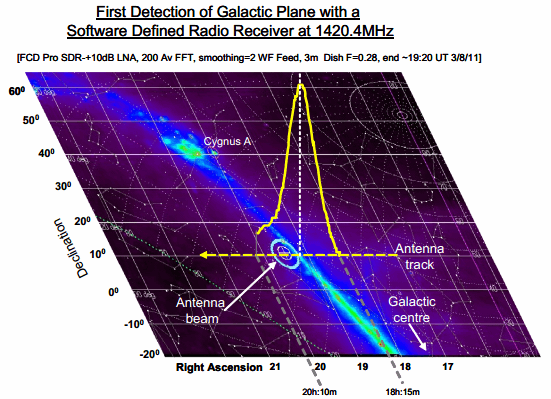 First Detection of Galactic Plane with a
Software Defined Radio Receiver at 1420.4MHz
[FCD Pro SDR-+10dB LNA, 200 Av FFT, smoothing=2 WF Feed, 3m Dish F=0.28, end ~19:20 UT 3/8/11]
60⁰
50⁰
Cygnus A
40⁰
30⁰
20⁰
Declination
10⁰
Antenna
track
0⁰
Antenna
beam
Galactic
centre
-10⁰
-20⁰
Right Ascension 21 20 19 18 17
20h:10m
18h:15m